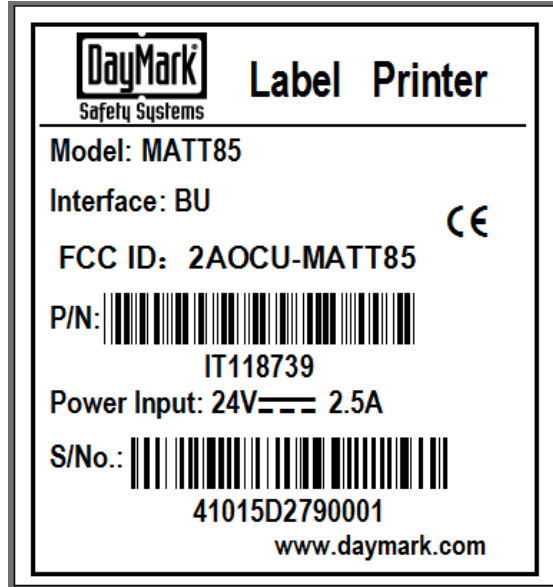 DayMark®
Safety Systems
Label Printer
Model: MATT85
Interface: BU
CE
FCC ID: 2AOCU-MATT85
P/N:
IT118739
Power Input: 24V⎓ 2.5A
S/No.:
41015D2790001
www.daymark.com